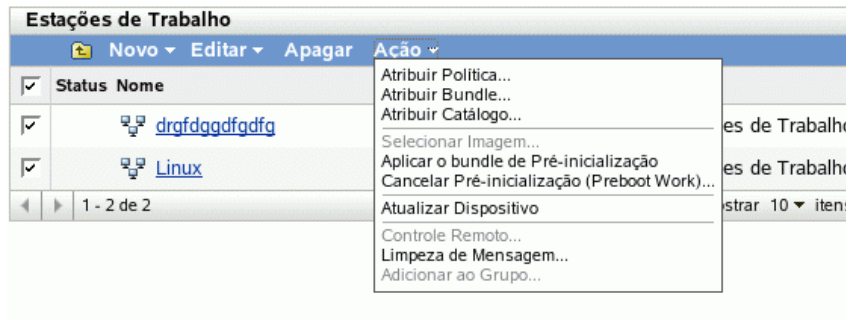 Estações de Trabalho
Novo Editar Apagar Ação
Status Nome
drgfdggdfgdfg
Linux
1 - 2 de 2
Atribuir Política...
Atribuir Bundle...
Atribuir Catálogo...
Selecionar Imagem...
Aplicar o bundle de Pré-inicialização
Cancelar Pré-inicialização (Preboot Work)...
Atualizar Dispositivo
Controle Remoto...
Limpeza de Mensagem...
Adicionar ao Grupo...
es de Trabalho
es de Trabalho
strar 10 itens